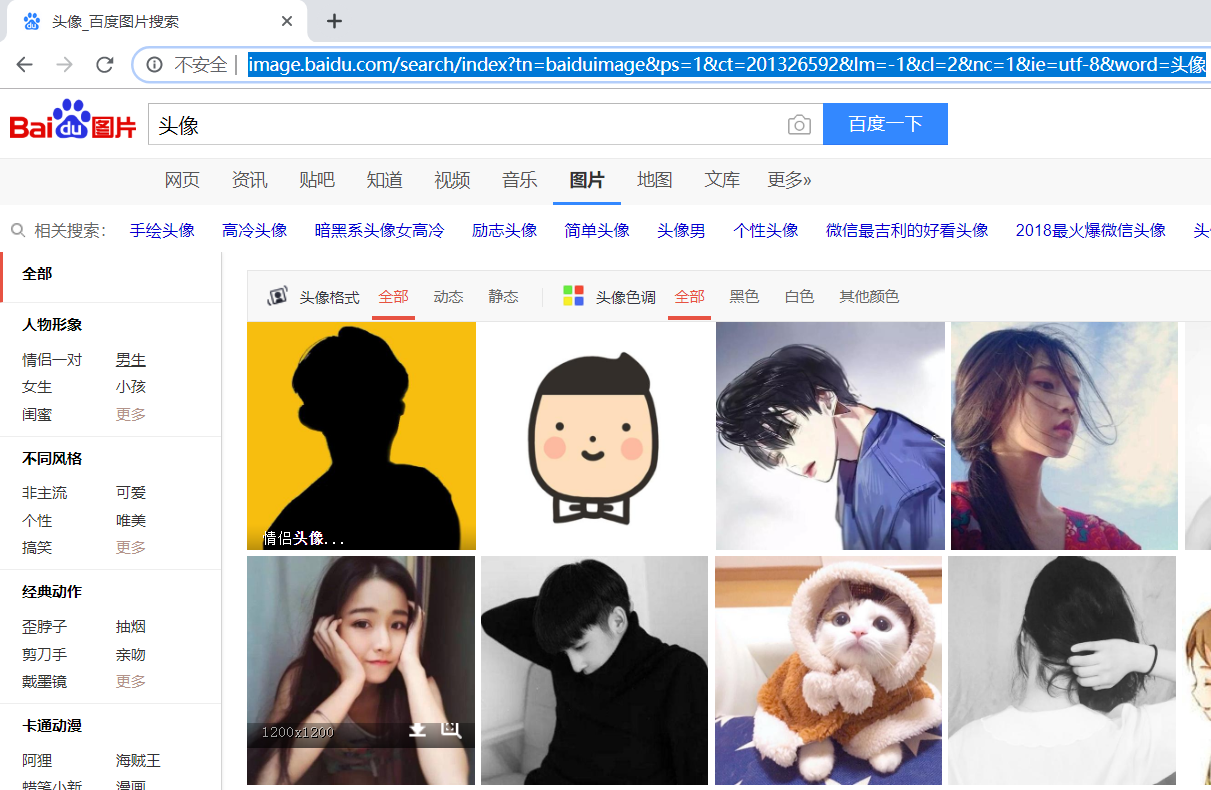 头像_百度图片搜索
不安全 | image.baidu.com/search/index?tn=baiduimage&ps=1&ct=201326592&lm=-1&cl=2&nc=1&ie=utf-8&word=头像
Bai du 图片 头像 百度一下
网页 资讯 贴吧 知道 视频 音乐 图片 地图 文库 更多»
相关搜索: 手绘头像 高冷头像 暗黑系头像女高冷 励志头像 简单头像 头像男 个性头像 微信最吉利的好看头像 2018最火爆微信头像
全部
头像格式 全部 动态 静态 头像色调 全部 黑色 白色 其他颜色
人物形象
情侣一对 男生
女生 小孩
闺蜜 更多
不同风格
非主流 可爱
个性 唯美
搞笑 更多
情侣头像...
经典动作
歪脖子 抽烟
剪刀手 亲吻
戴墨镜 更多
卡通动漫
1200x1200
阿狸 海贼王
蜡笔小新 漫画